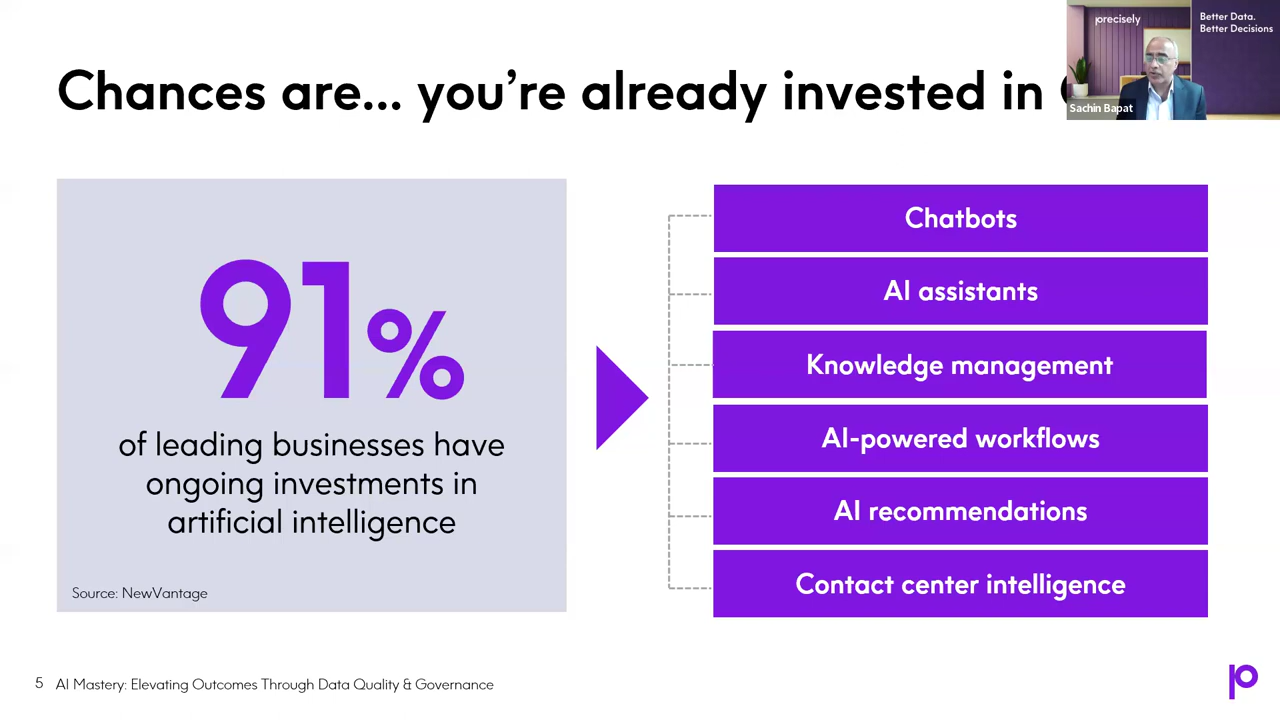 precisely
Better Data.
Better Decisions
Sachin Bapat
Chances are... you're already invested in
91%
of leading businesses have
ongoing investments in
artificial intelligence
Source: NewVantage
Chatbots
AI assistants
Knowledge management
AI-powered workflows
AI recommendations
Contact center intelligence
5 AI Mastery: Elevating Outcomes Through Data Quality & Governance